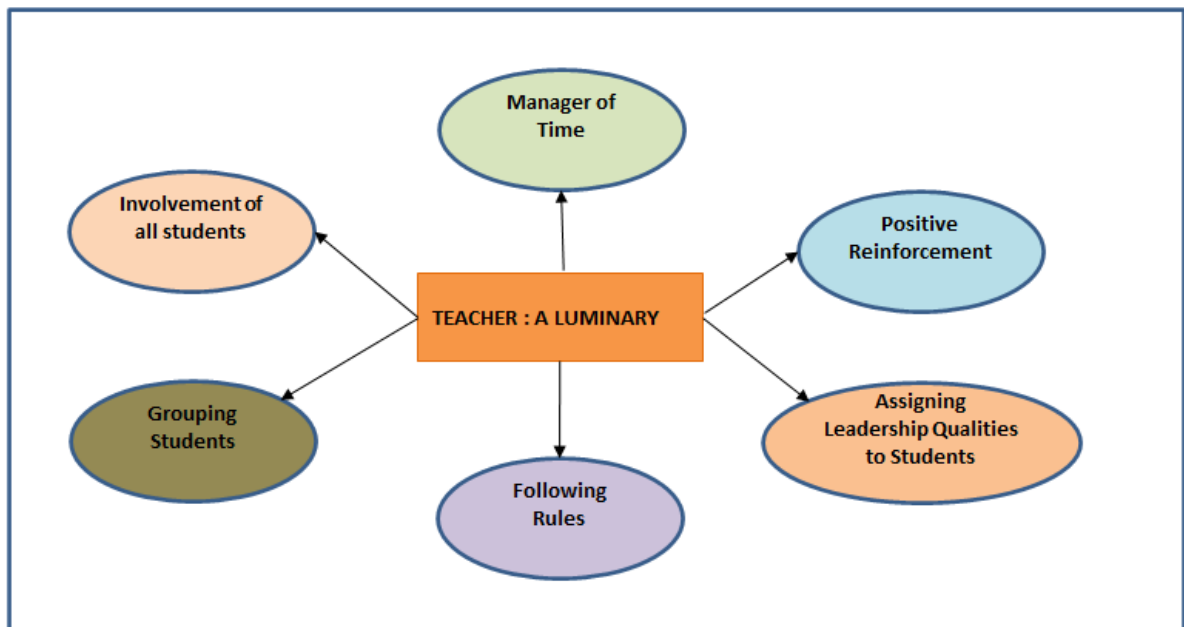 Manager of
Time
Involvement of
all students
Positive
Reinforcement
TEACHER : A LUMINARY
Grouping
Students
Assigning
Leadership Qualities
to Students
Following
Rules